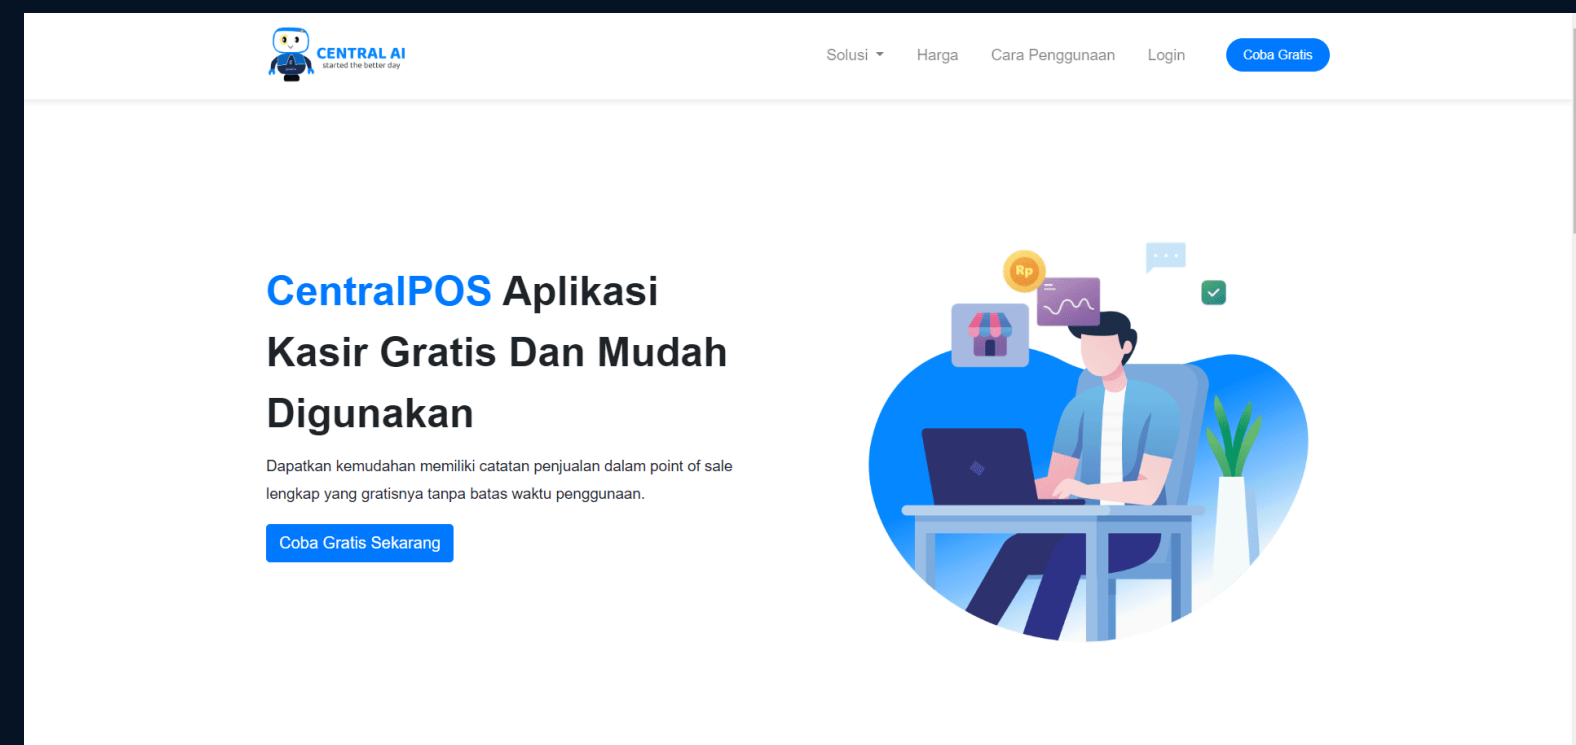 CENTRAL AI
started the better day
Solusi
Harga
Cara Penggunaan
Login
Coba Gratis
CentralPOS Aplikasi
Kasir Gratis Dan Mudah
Digunakan
Dapatkan kemudahan memiliki catatan penjualan dalam point of sale
lengkap yang gratisnya tanpa batas waktu penggunaan.
Coba Gratis Sekarang
Rp